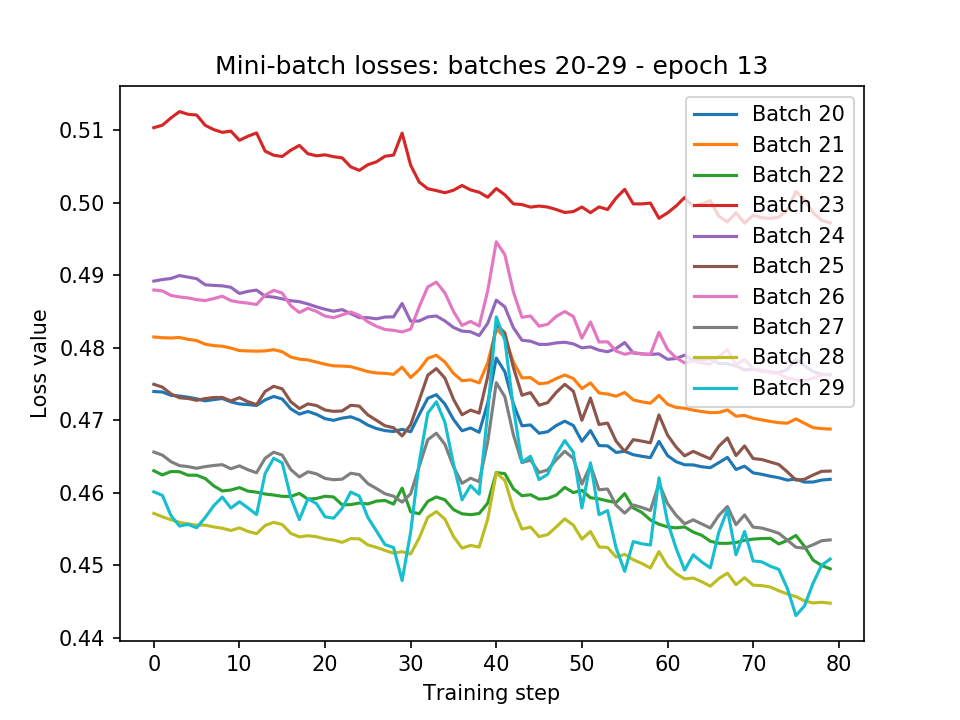 Mini-batch losses: batches 20-29 - epoch 13
0.51
0.50
0.49
0.48
0.47
0.46
0.45
0.44
Loss value
Batch 20
Batch 21
Batch 22
Batch 23
Batch 24
Batch 25
Batch 26
Batch 27
Batch 28
Batch 29
0 10 20 30 40 50 60 70 80
Training step